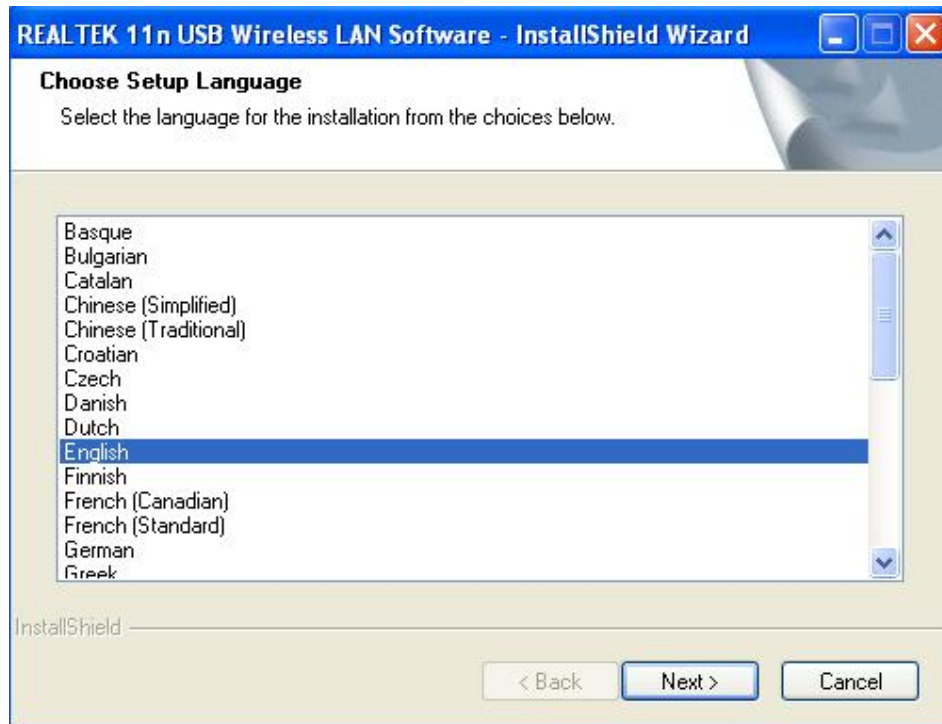 REALTEK 11n USB Wireless LAN Software - InstallShield Wizard
Choose Setup Language
Select the language for the installation from the choices below.
Basque
Bulgarian
Catalan
Chinese (Simplified)
Chinese (Traditional)
Croatian
Czech
Danish
Dutch
English
Finnish
French (Canadian)
French (Standard)
German
Greek
InstallShield
< Back
Next >
Cancel